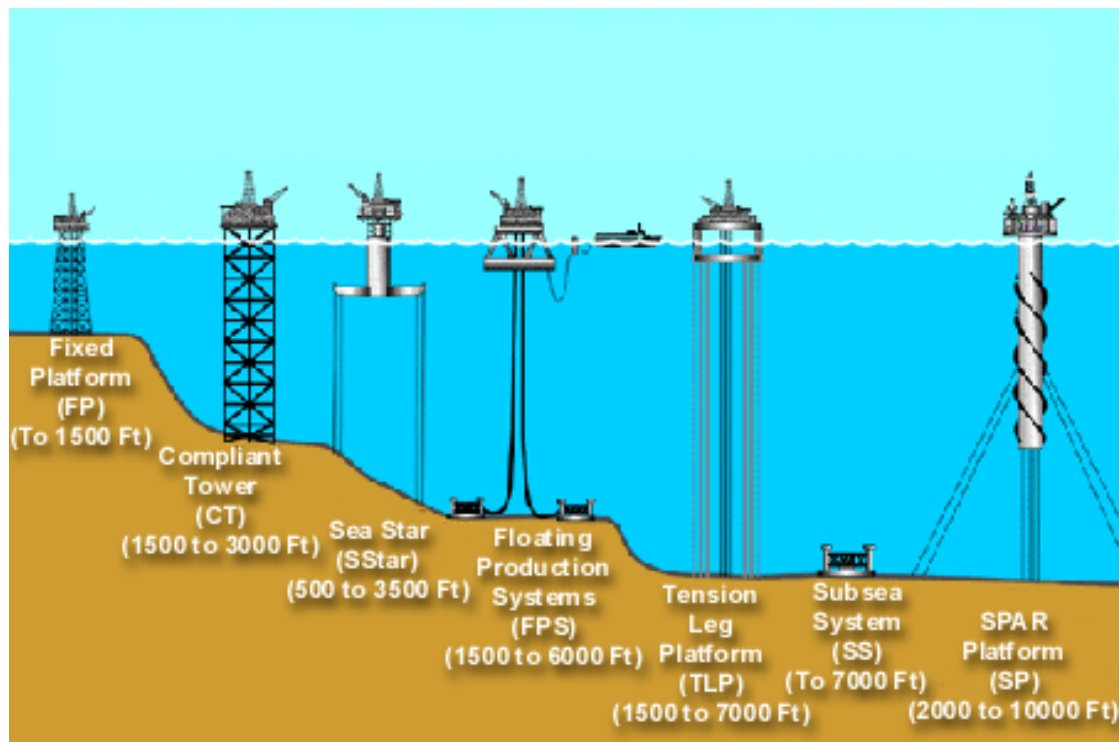 Fixed
Platform
(FP)
(To 1500 Ft)
Compliant
Tower
(CT)
(1500 to 3000 Ft)
Sea Star
(SStar)
(500 to 3500 Ft)
Floating
Production
Systems
(FPS)
(1500 to 6000 Ft)
Tension
Leg
Platform
(TLP)
(1500 to 7000 Ft)
Subsea
System
(SS)
(To 7000 Ft)
SPAR
Platform
(SP)
(2000 to 10000 Ft)